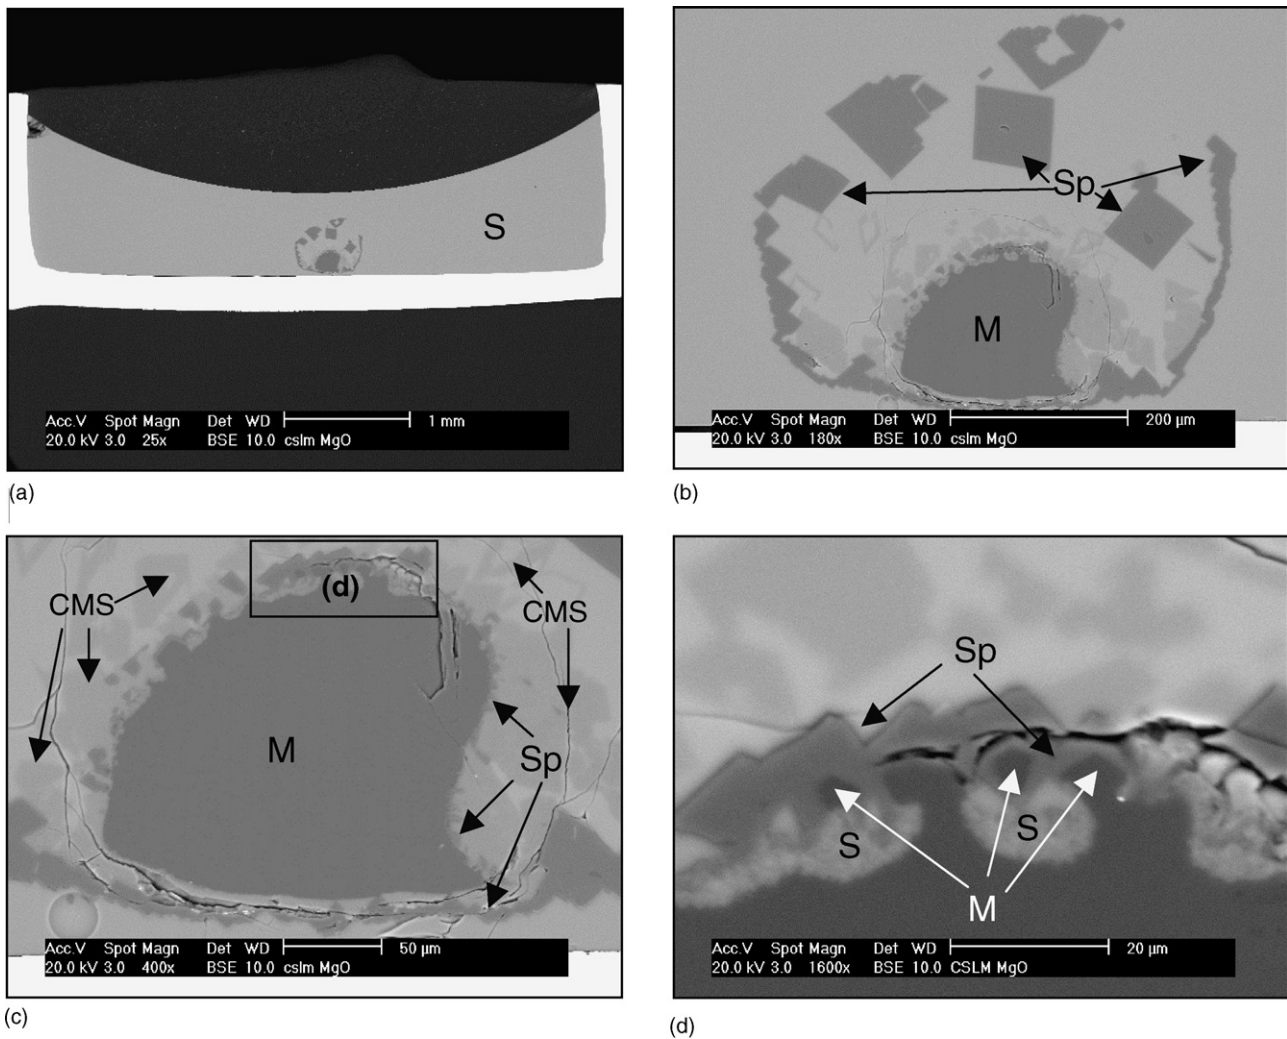 S
Acc.V Spot Magn Det WD 1 mm
20.0 kV 3.0 25x BSE 10.0 cslm MgO
(a)
Sp
M
Acc.V Spot Magn Det WD 200 µm
20.0 kV 3.0 180x BSE 10.0 cslm MgO
(b)
(d)
CMS CMS
M
Sp
Acc.V Spot Magn Det WD 50 µm
20.0 kV 3.0 400x BSE 10.0 cslm MgO
(c)
Sp
S S
M
Acc.V Spot Magn Det WD 20 µm
20.0 kV 3.0 1600x BSE 10.0 CSLM MgO
(d)